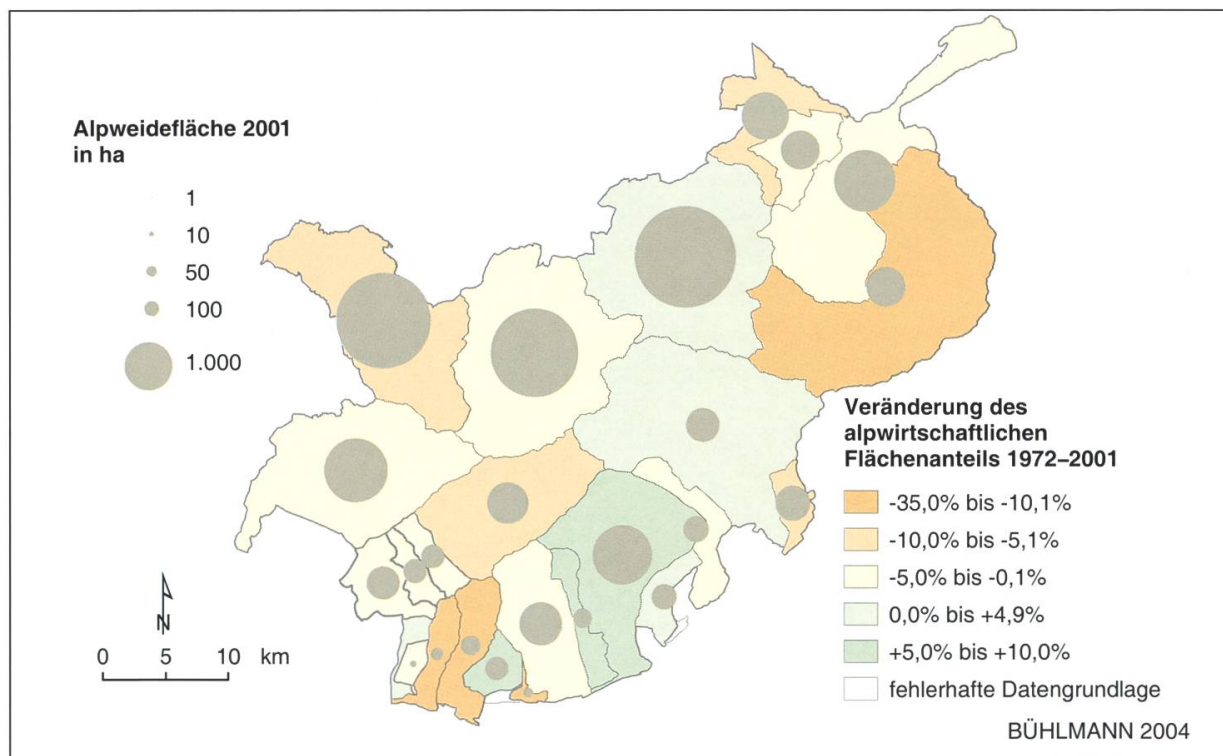 Alpweidefläche 2001
in ha
1
10
50
100
1.000
N
0 5 10 km
Veränderung des
alpwirtschaftlichen
Flächenanteils 1972–2001
-35,0% bis -10,1%
-10,0% bis -5,1%
-5,0% bis -0,1%
0,0% bis +4,9%
+5,0% bis +10,0%
fehlerhafte Datengrundlage
BÜHLMANN 2004